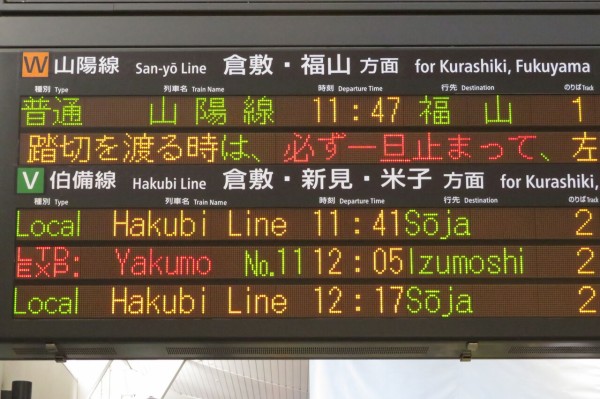 W 山陽線 San-yō Line 倉敷・福山 方面 for Kurashiki, Fukuyama
種別 Type 列車名 Train Name 時刻 Departure Time 行先 Destination のりば Track
普通 山陽線 11:47 福山 1
踏切を渡る時は、必ず一旦止まって、左
V 伯備線 Hakubi Line 倉敷・新見・米子 方面 for Kurashiki,
種別 Type 列車名 Train Name 時刻 Departure Time 行先 Destination のりば Track
Local Hakubi Line 11:41 Sōja 2
LTD. EXP: Yakumo No.11 12:05 Izumoshi 2
Local Hakubi Line 12:17 Sōja 2